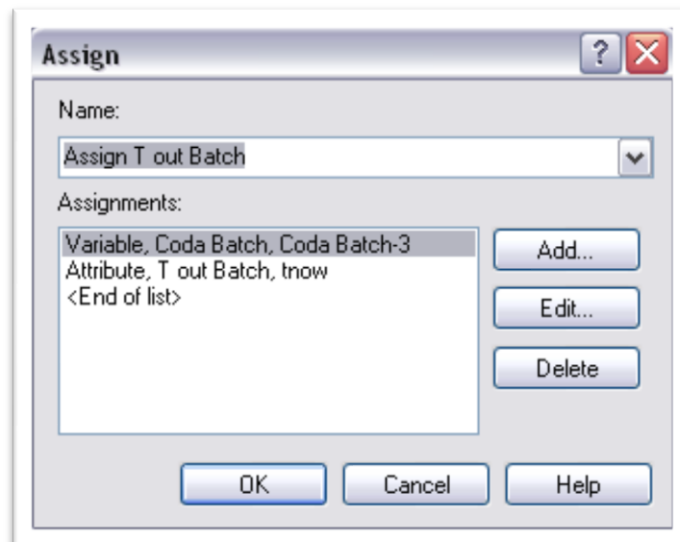 Assign
Name:
Assign T out Batch
Assignments:
Variable, Coda Batch, Coda Batch-3
Attribute, T out Batch, tnow
<End of list>
Add...
Edit...
Delete
OK
Cancel
Help